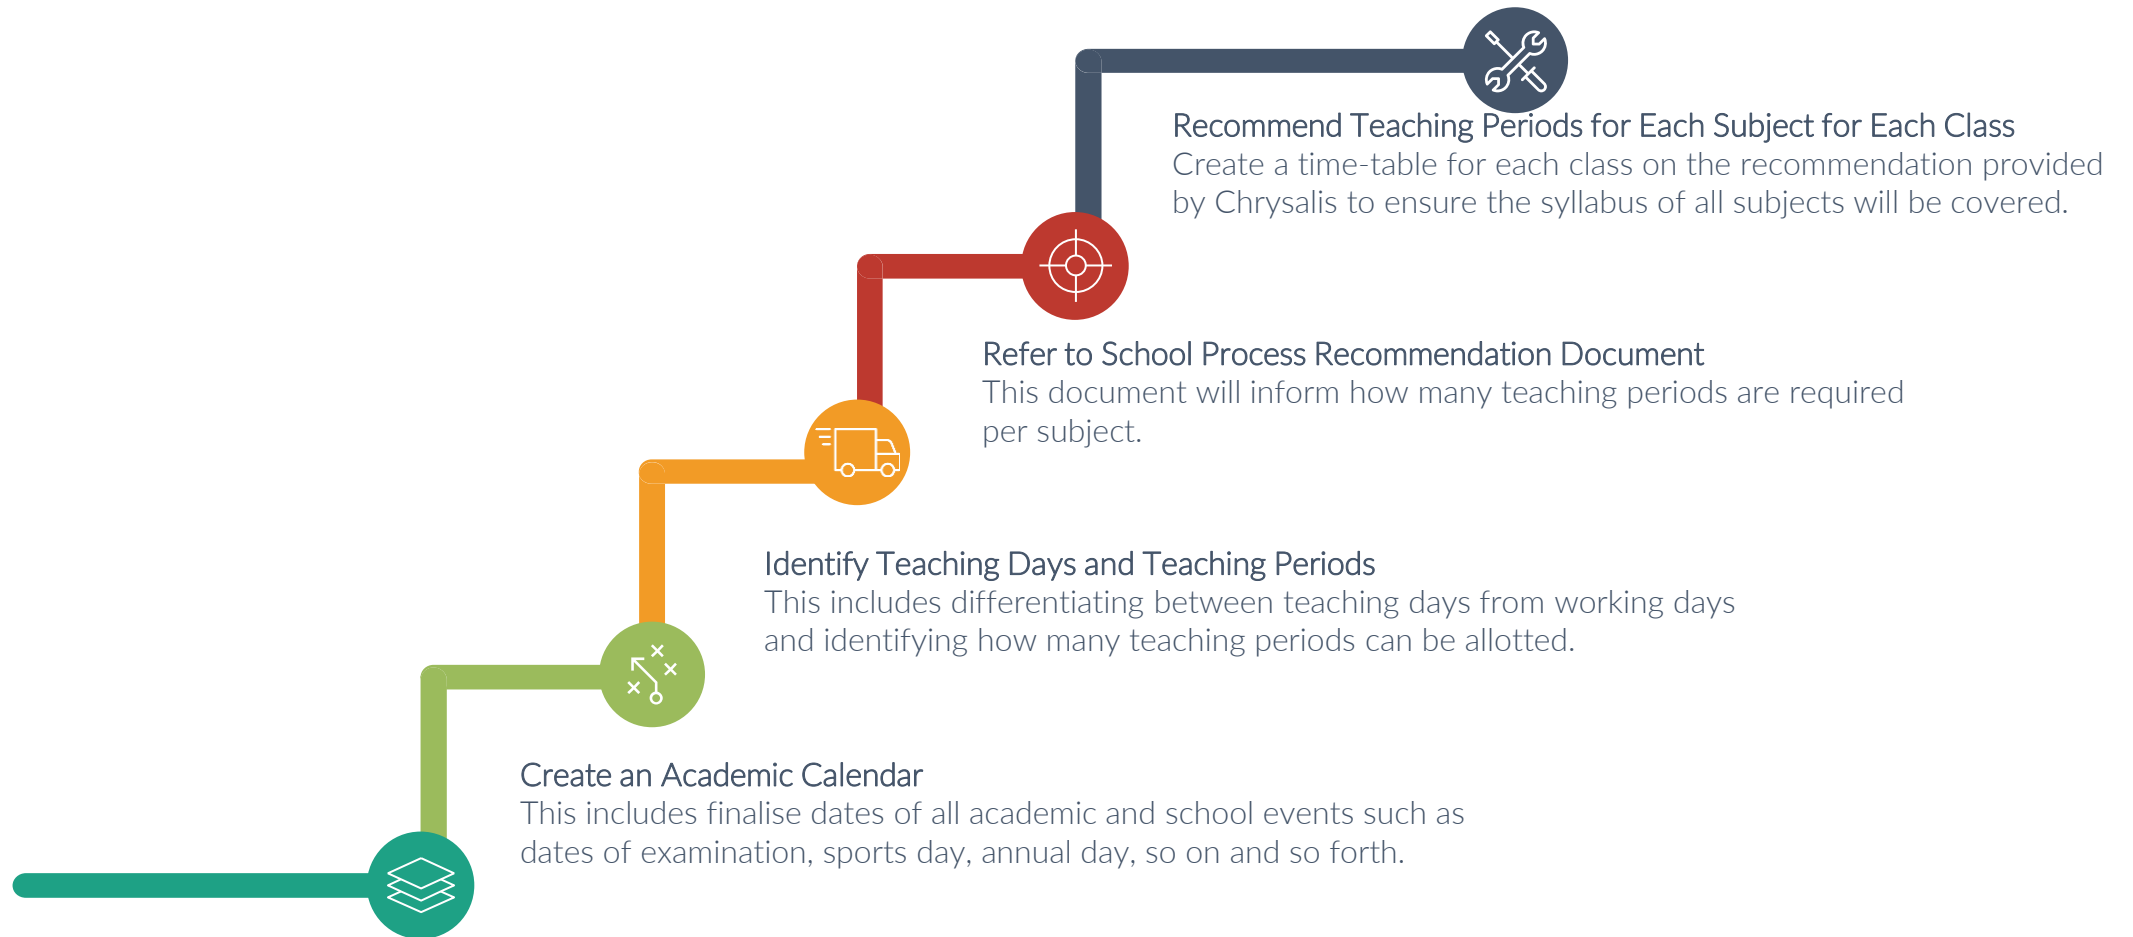 Recommend Teaching Periods for Each Subject for Each Class
Create a time-table for each class on the recommendation provided
by Chrysalis to ensure the syllabus of all subjects will be covered.
Refer to School Process Recommendation Document
This document will inform how many teaching periods are required
per subject.
Identify Teaching Days and Teaching Periods
This includes differentiating between teaching days from working days
and identifying how many teaching periods can be allotted.
Create an Academic Calendar
This includes finalise dates of all academic and school events such as
dates of examination, sports day, annual day, so on and so forth.